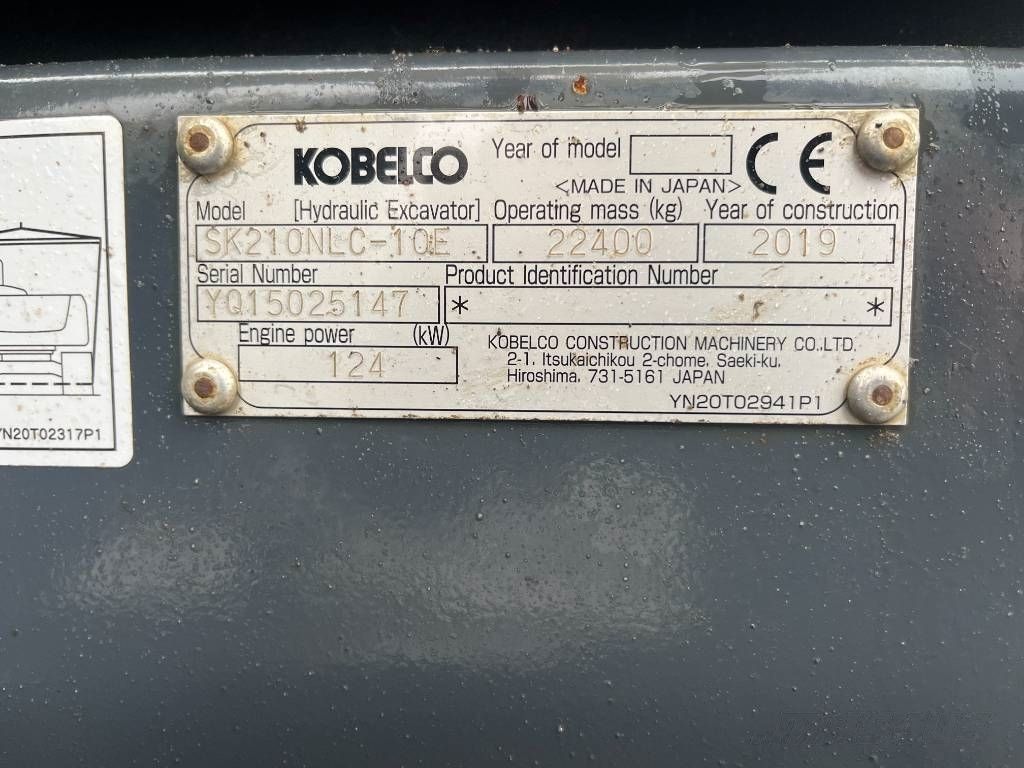 KOBELCO
Year of model
<MADE IN JAPAN>
CE
Model [Hydraulic Excavator] Operating mass (kg) Year of construction
SK210NLC-10E 22400 2019
Serial Number Product Identification Number
YQ15025147 * *
Engine power (kW)
124
KOBELCO CONSTRUCTION MACHINERY CO.,LTD.
2-1, Itsukaichikou 2-chome, Saeki-ku,
Hiroshima, 731-5161 JAPAN
YN20T02941P1
YN20T02317P1